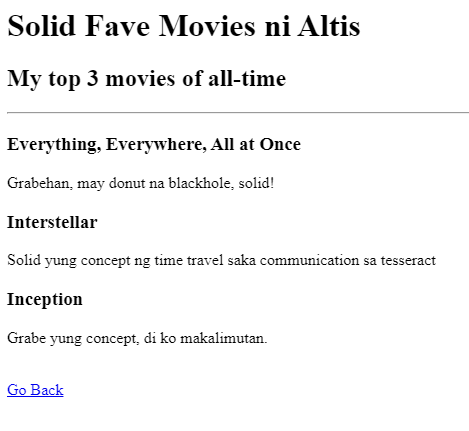 Solid Fave Movies ni Altis
My top 3 movies of all-time
Everything, Everywhere, All at Once
Grabehan, may donut na blackhole, solid!
Interstellar
Solid yung concept ng time travel saka communication sa tesseract
Inception
Grabe yung concept, di ko makalimutan.
Go Back